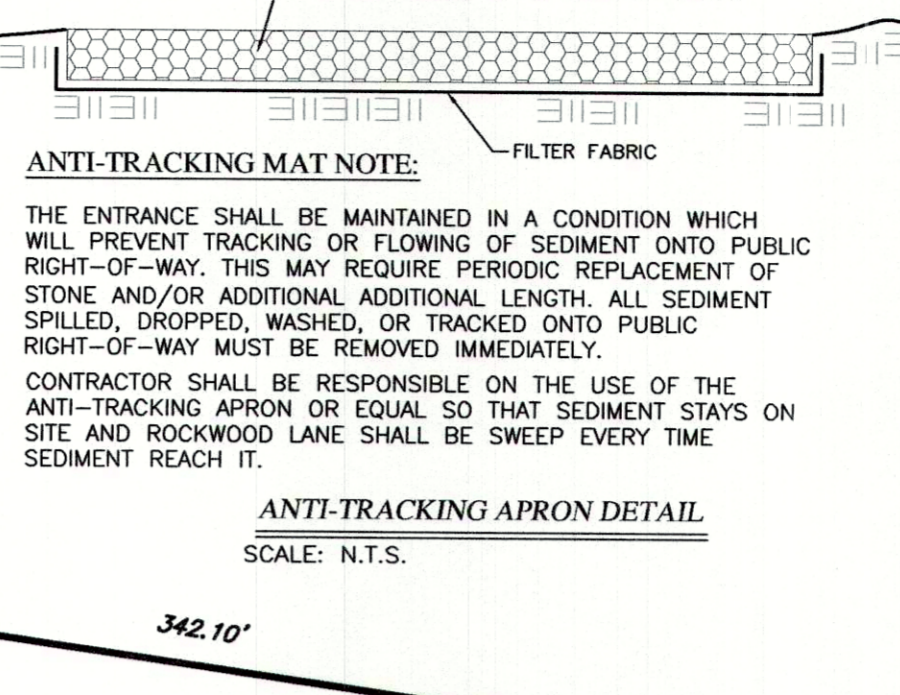 FILTER FABRIC
ANTI-TRACKING MAT NOTE:
THE ENTRANCE SHALL BE MAINTAINED IN A CONDITION WHICH
WILL PREVENT TRACKING OR FLOWING OF SEDIMENT ONTO PUBLIC
RIGHT-OF-WAY. THIS MAY REQUIRE PERIODIC REPLACEMENT OF
STONE AND/OR ADDITIONAL ADDITIONAL LENGTH. ALL SEDIMENT
SPILLED, DROPPED, WASHED, OR TRACKED ONTO PUBLIC
RIGHT-OF-WAY MUST BE REMOVED IMMEDIATELY.
CONTRACTOR SHALL BE RESPONSIBLE ON THE USE OF THE
ANTI-TRACKING APRON OR EQUAL SO THAT SEDIMENT STAYS ON
SITE AND ROCKWOOD LANE SHALL BE SWEEP EVERY TIME
SEDIMENT REACH IT.
ANTI-TRACKING APRON DETAIL
SCALE: N.T.S.
342.10'